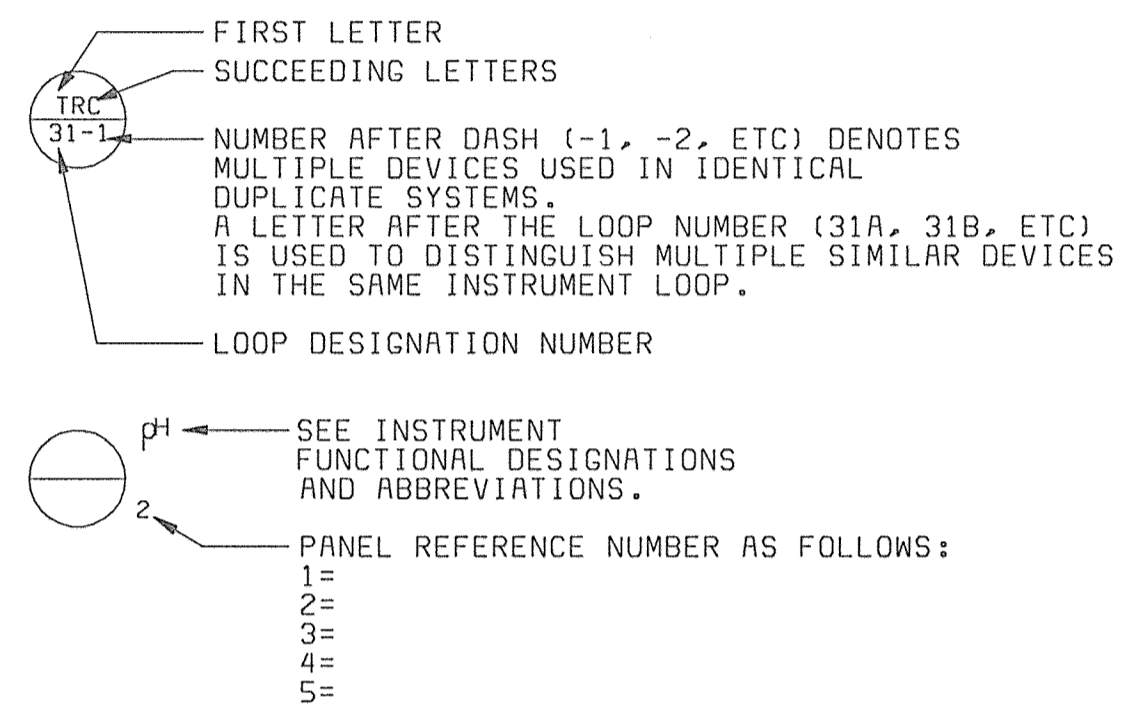 FIRST LETTER
SUCCEEDING LETTERS
TRC
31-1
NUMBER AFTER DASH (-1, -2, ETC) DENOTES
MULTIPLE DEVICES USED IN IDENTICAL
DUPLICATE SYSTEMS.
A LETTER AFTER THE LOOP NUMBER (31A, 31B, ETC)
IS USED TO DISTINGUISH MULTIPLE SIMILAR DEVICES
IN THE SAME INSTRUMENT LOOP.
LOOP DESIGNATION NUMBER
pH
SEE INSTRUMENT
FUNCTIONAL DESIGNATIONS
AND ABBREVIATIONS.
2
PANEL REFERENCE NUMBER AS FOLLOWS:
1=
2=
3=
4=
5=